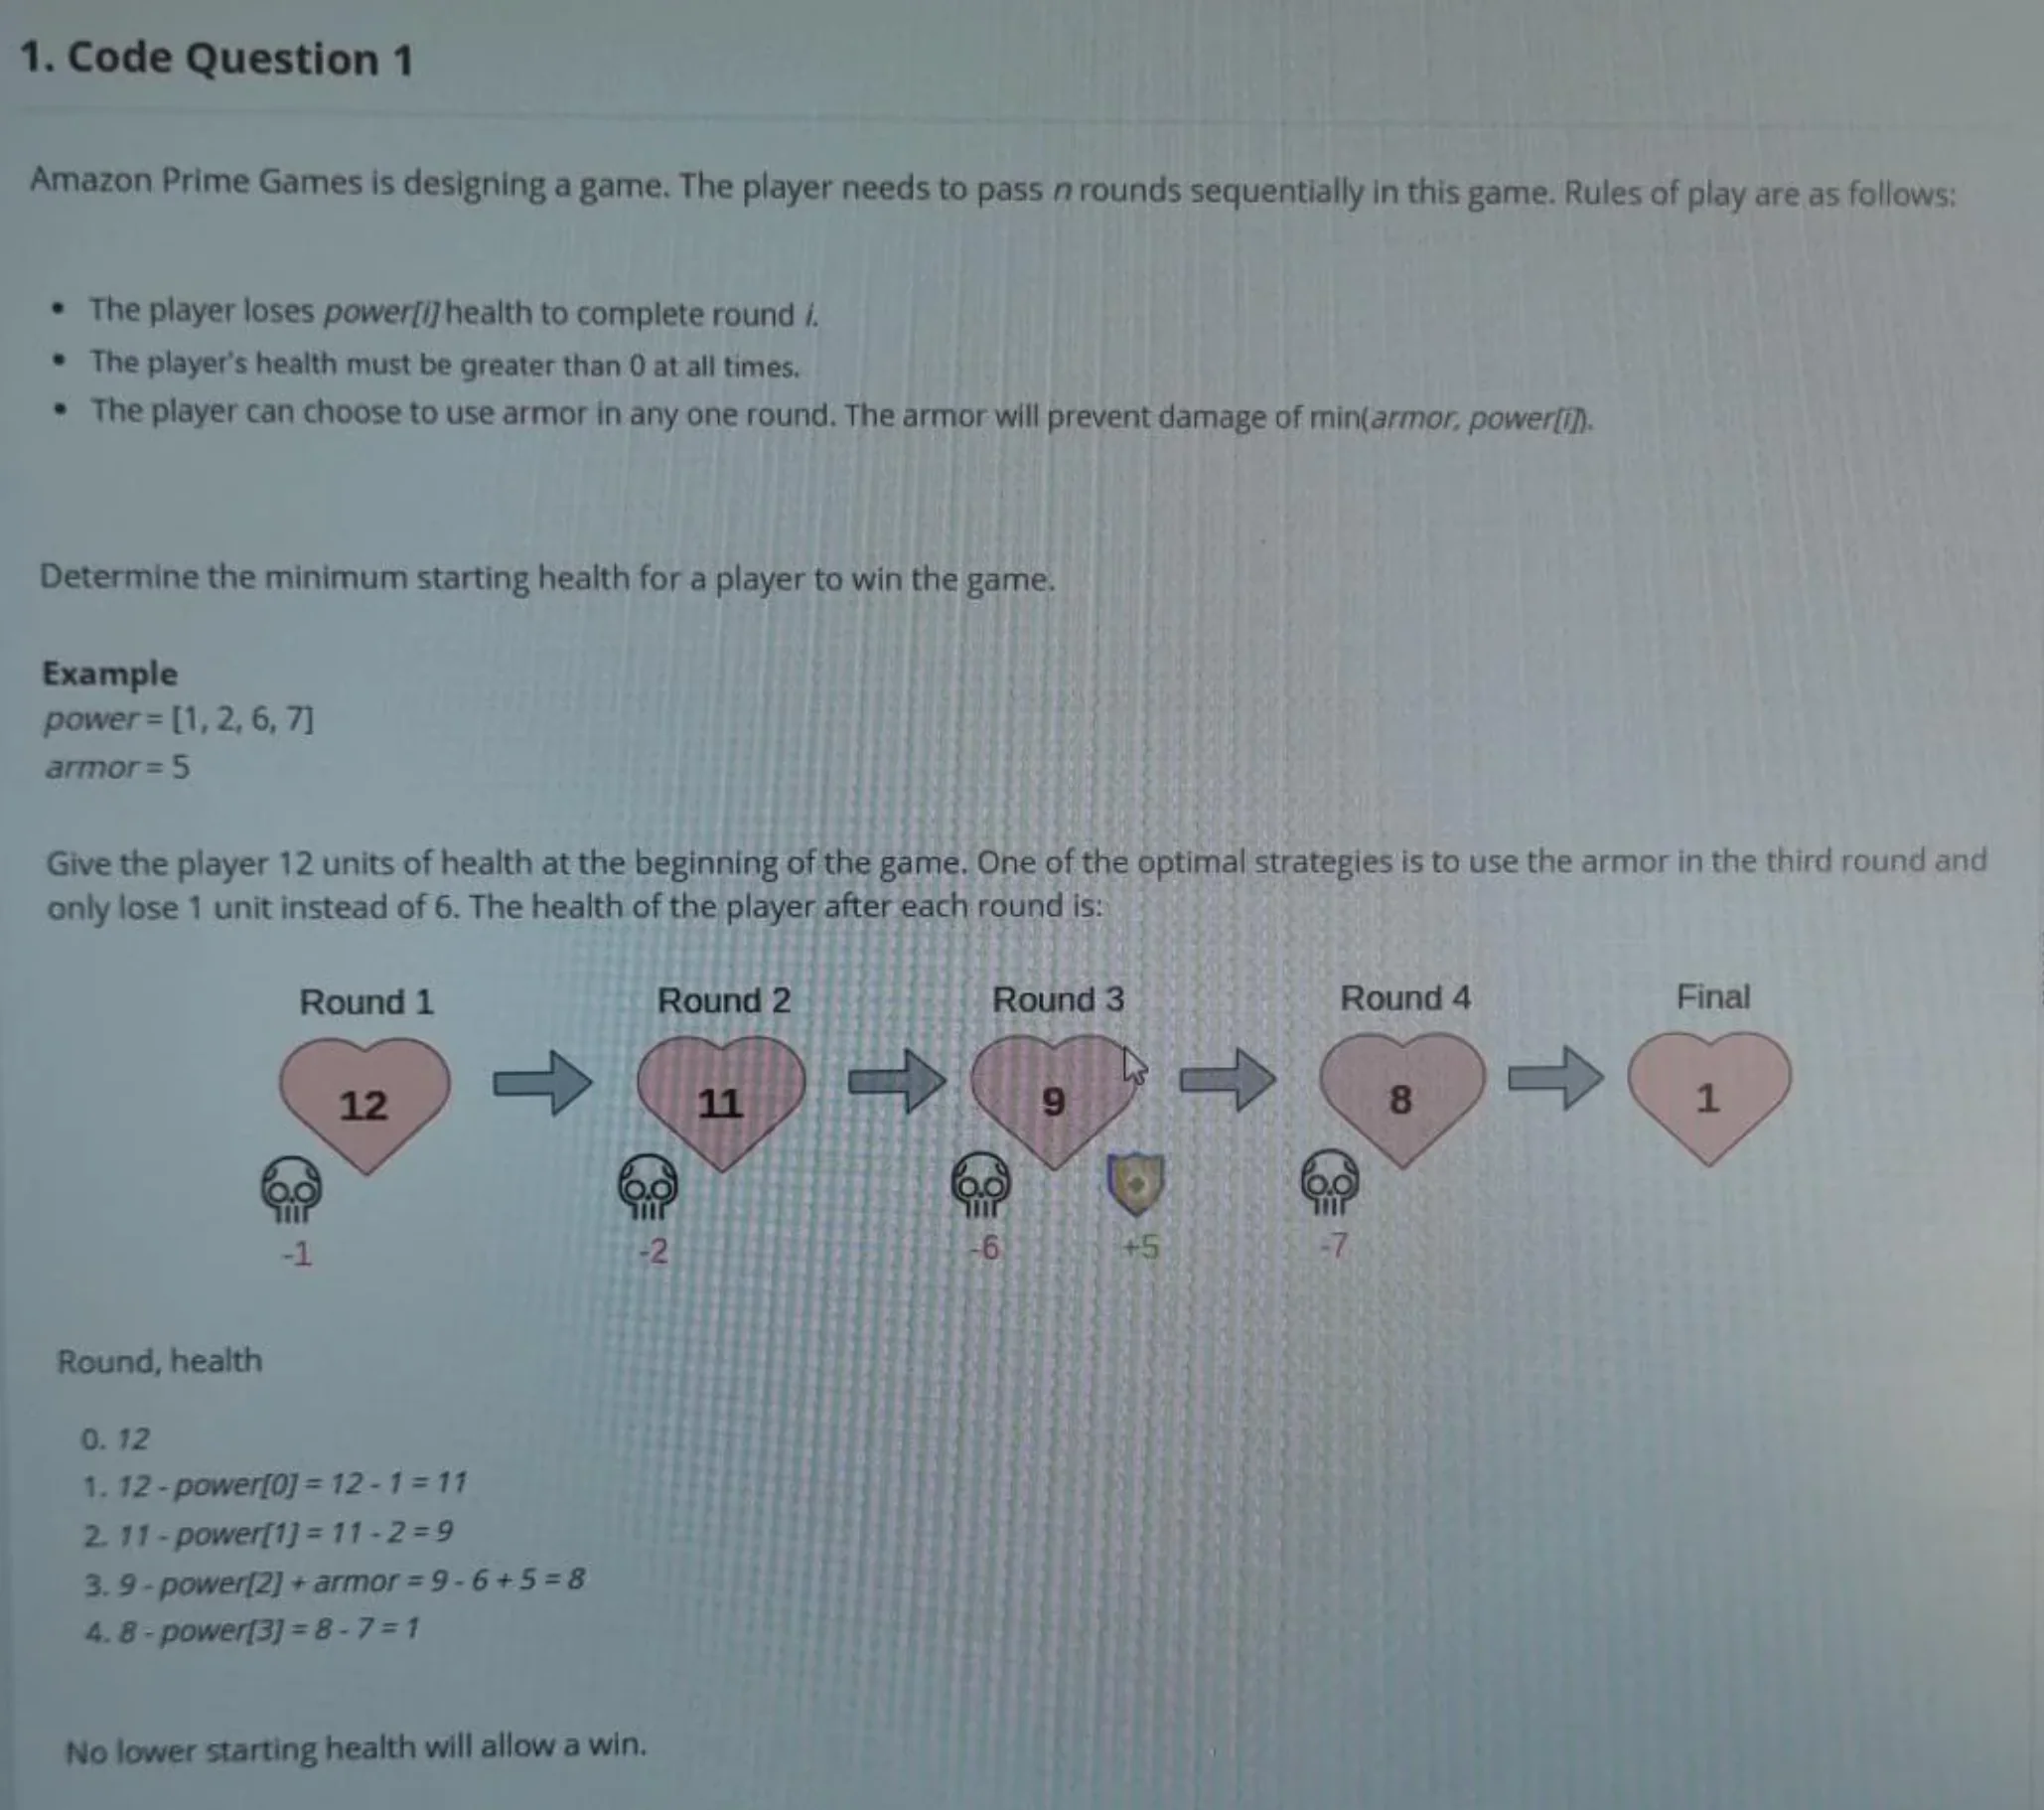 1. Code Question 1
Amazon Prime Games is designing a game. The player needs to pass n rounds sequentially in this game. Rules of play are as follows:
• The player loses power[i] health to complete round i.
• The player's health must be greater than 0 at all times.
• The player can choose to use armor in any one round. The armor will prevent damage of min(armor, power[i]).
Determine the minimum starting health for a player to win the game.
Example
power = [1, 2, 6, 7]
armor = 5
Give the player 12 units of health at the beginning of the game. One of the optimal strategies is to use the armor in the third round and
only lose 1 unit instead of 6. The health of the player after each round is:
Round 1 Round 2 Round 3 Round 4 Final
12 11 9 8 1
-1 -2 -6 +5 -7
Round, health
0. 12
1. 12 - power[0] = 12 - 1 = 11
2. 11 - power[1] = 11 - 2 = 9
3. 9 - power[2] + armor = 9 - 6 + 5 = 8
4. 8 - power[3] = 8 - 7 = 1
No lower starting health will allow a win.